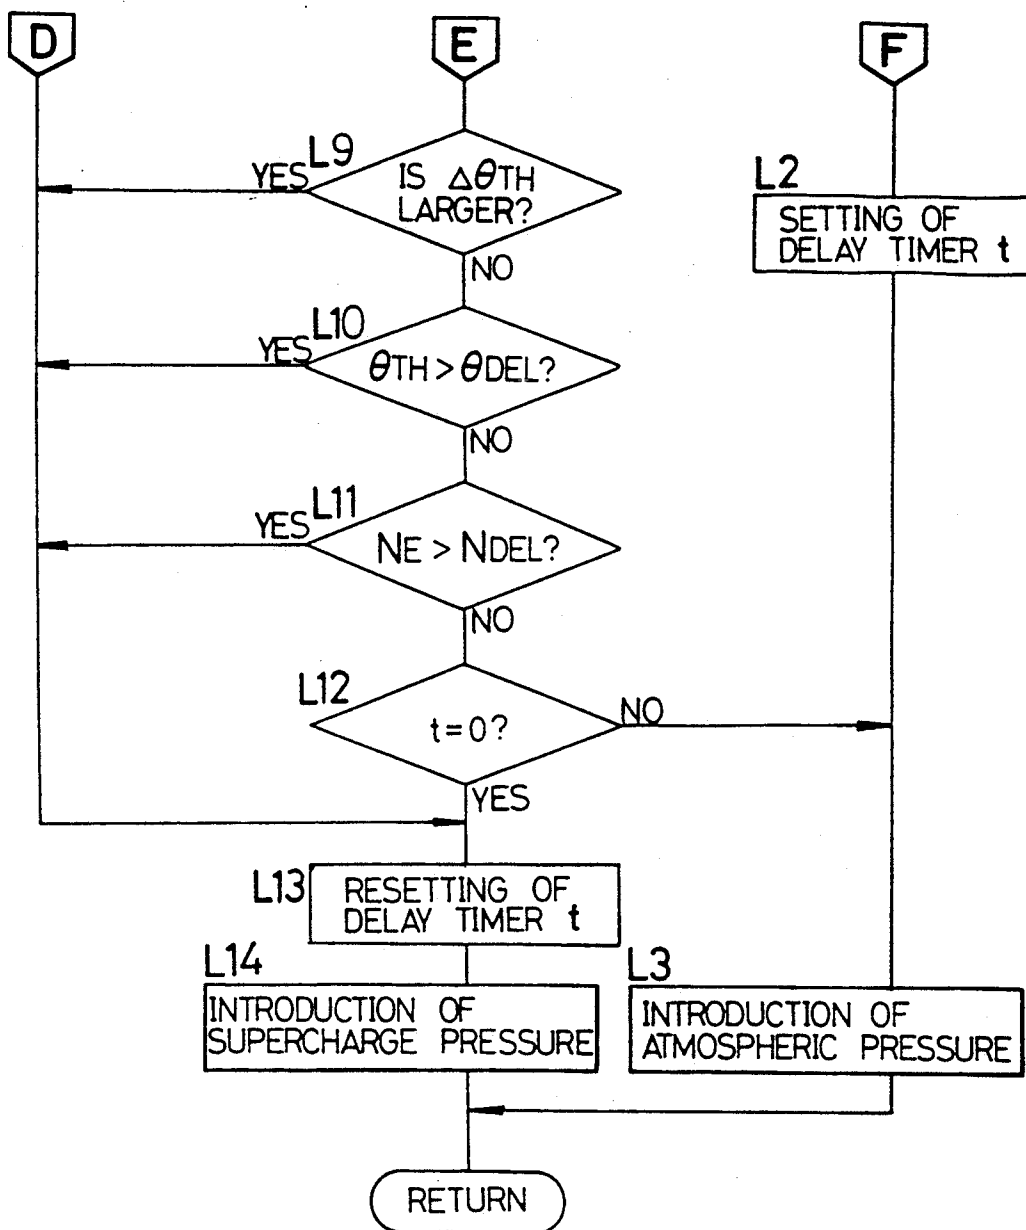 D
E
F
L9
YES
IS ΔθTH
LARGER?
NO
L2
SETTING OF
DELAY TIMER t
L10
YES
θTH > θDEL?
NO
L11
YES
NE > NDEL?
NO
L12
t=0?
NO
YES
L13
RESETTING OF
DELAY TIMER t
L14
INTRODUCTION OF
SUPERCHARGE PRESSURE
L3
INTRODUCTION OF
ATMOSPHERIC PRESSURE
RETURN